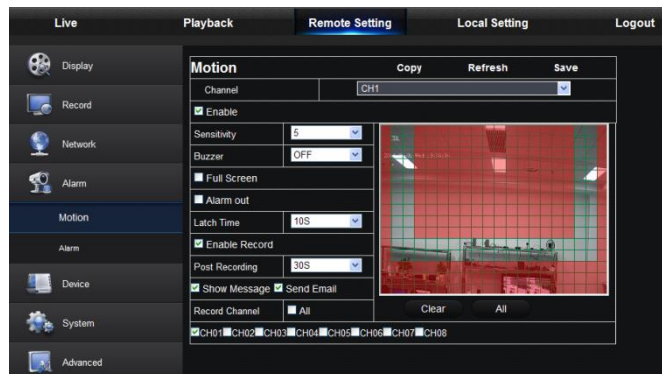 Live Playback Remote Setting Local Setting Logout
Display
Record
Network
Alarm
Motion
Alarm
Device
System
Advanced
Motion Copy Refresh Save
Channel CH1
Enable
Sensitivity 5
Buzzer OFF
Full Screen
Alarm out
Latch Time 10S
Enable Record
Post Recording 30S
Show Message Send Email
Record Channel All
Clear All
CH01 CH02 CH03 CH04 CH05 CH06 CH07 CH08